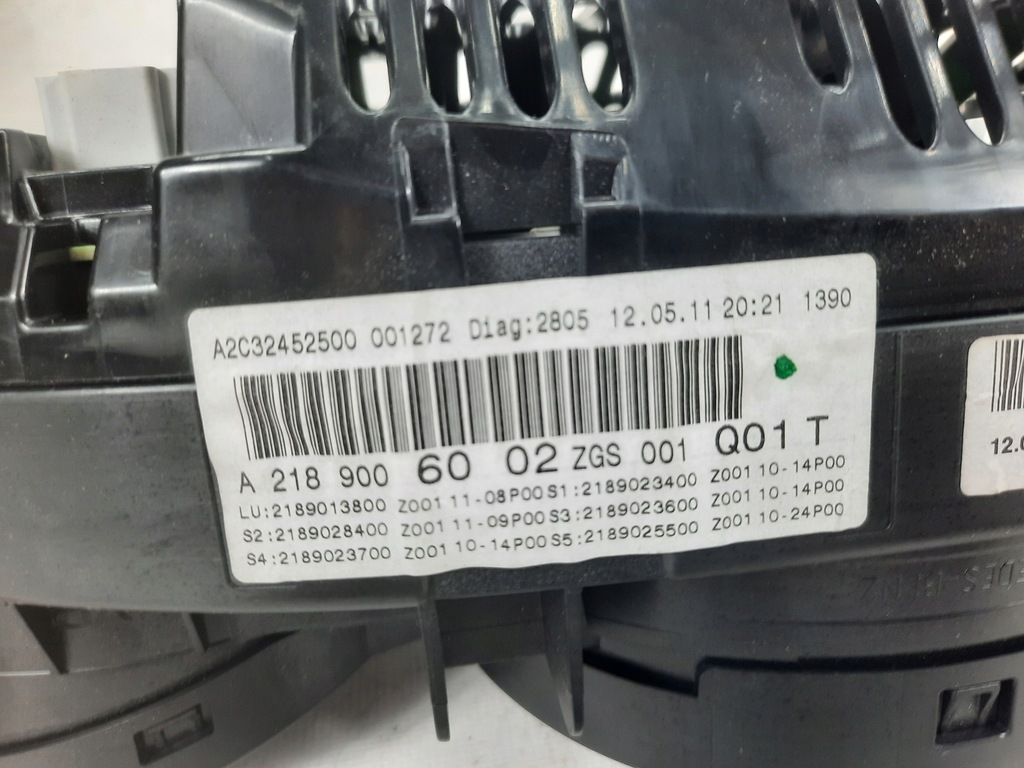 A2C32452500 001272 Diag:2805 12.05.11 20:21 1390
A 218 900 60 02 ZGS 001 Q01 T
LU:2189013800 Z001 11-08P00 S1:2189023400 Z001 10-14P00
S2:2189028400 Z001 11-09P00 S3:2189023600 Z001 10-14P00
S4:2189023700 Z001 10-14P00 S5:2189025500 Z001 10-24P00
12.0